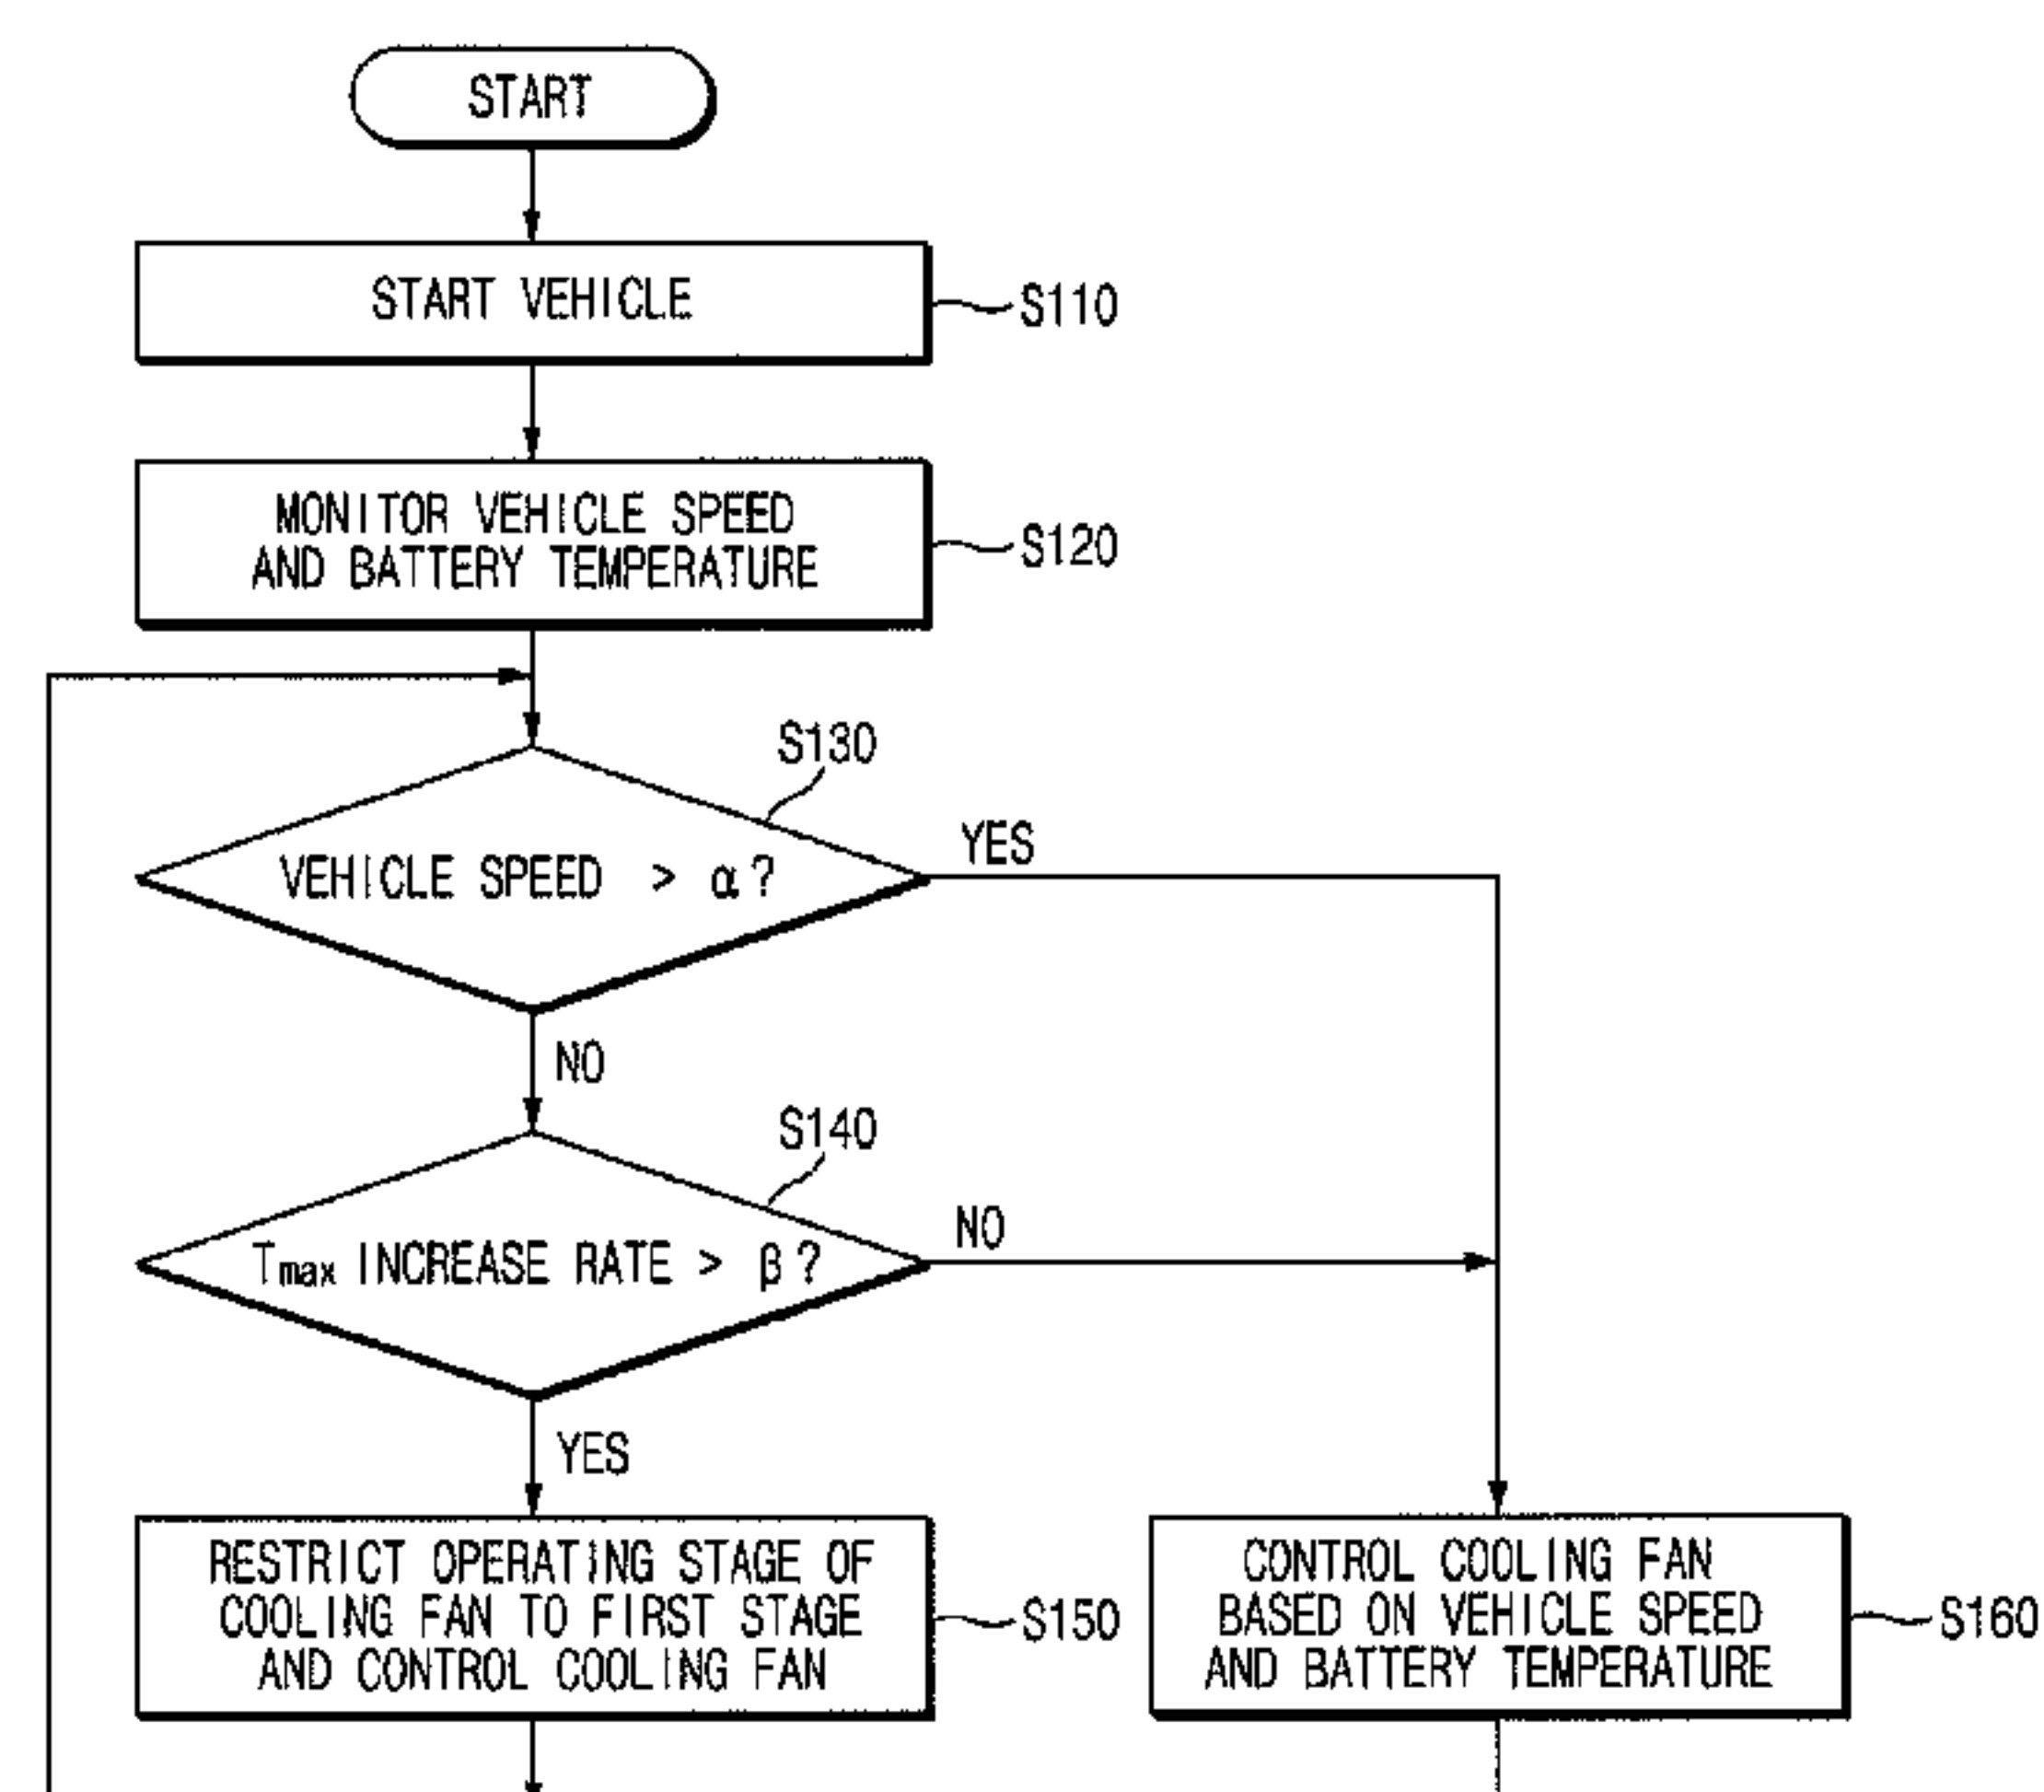 START
START VEHICLE
S110
MONITOR VEHICLE SPEED
AND BATTERY TEMPERATURE
S120
S130
VEHICLE SPEED > α?
YES
NO
S140
Tmax INCREASE RATE > β?
NO
YES
RESTRICT OPERATING STAGE OF
COOLING FAN TO FIRST STAGE
AND CONTROL COOLING FAN
S150
CONTROL COOLING FAN
BASED ON VEHICLE SPEED
AND BATTERY TEMPERATURE
S160